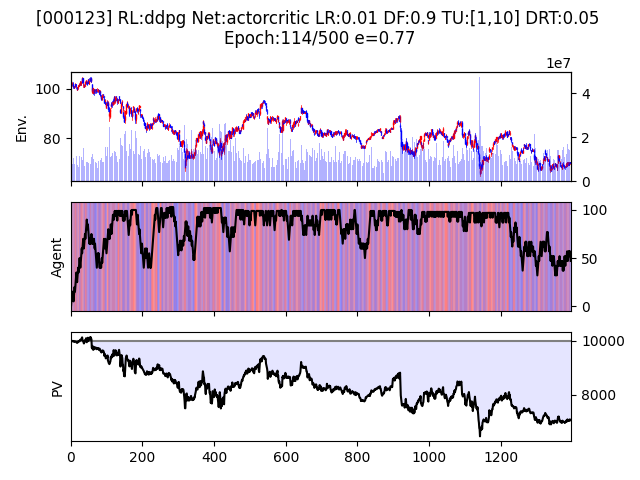 [000123] RL:ddpg Net:actorcritic LR:0.01 DF:0.9 TU:[1,10] DRT:0.05
Epoch:114/500 e=0.77
1e7
100
80
Env.
4
2
0
Agent
100
50
0
PV
10000
8000
0 200 400 600 800 1000 1200